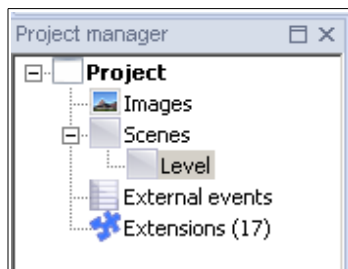 Project manager
Project
Images
Scenes
Level
External events
Extensions (17)